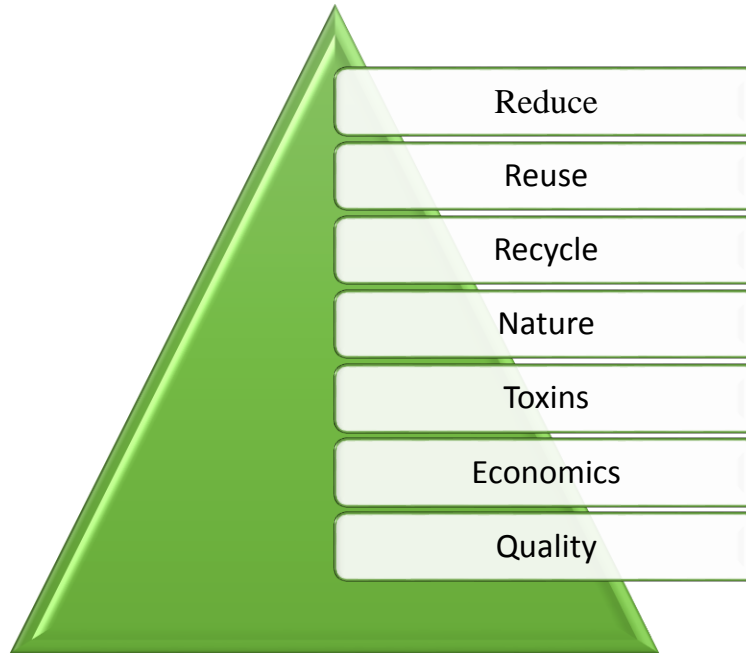 Reduce
Reuse
Recycle
Nature
Toxins
Economics
Quality